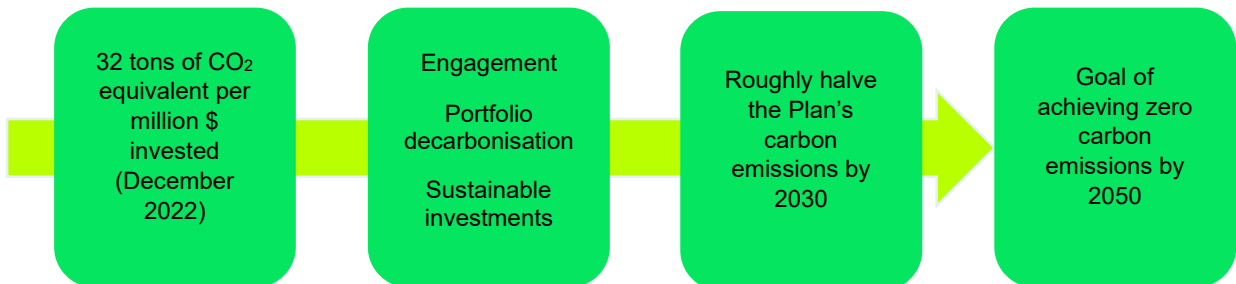 32 tons of CO₂
equivalent per
million $
invested
(December
2022)
Engagement
Portfolio
decarbonisation
Sustainable
investments
Roughly halve
the Plan's
carbon
emissions by
2030
Goal of
achieving zero
carbon
emissions by
2050